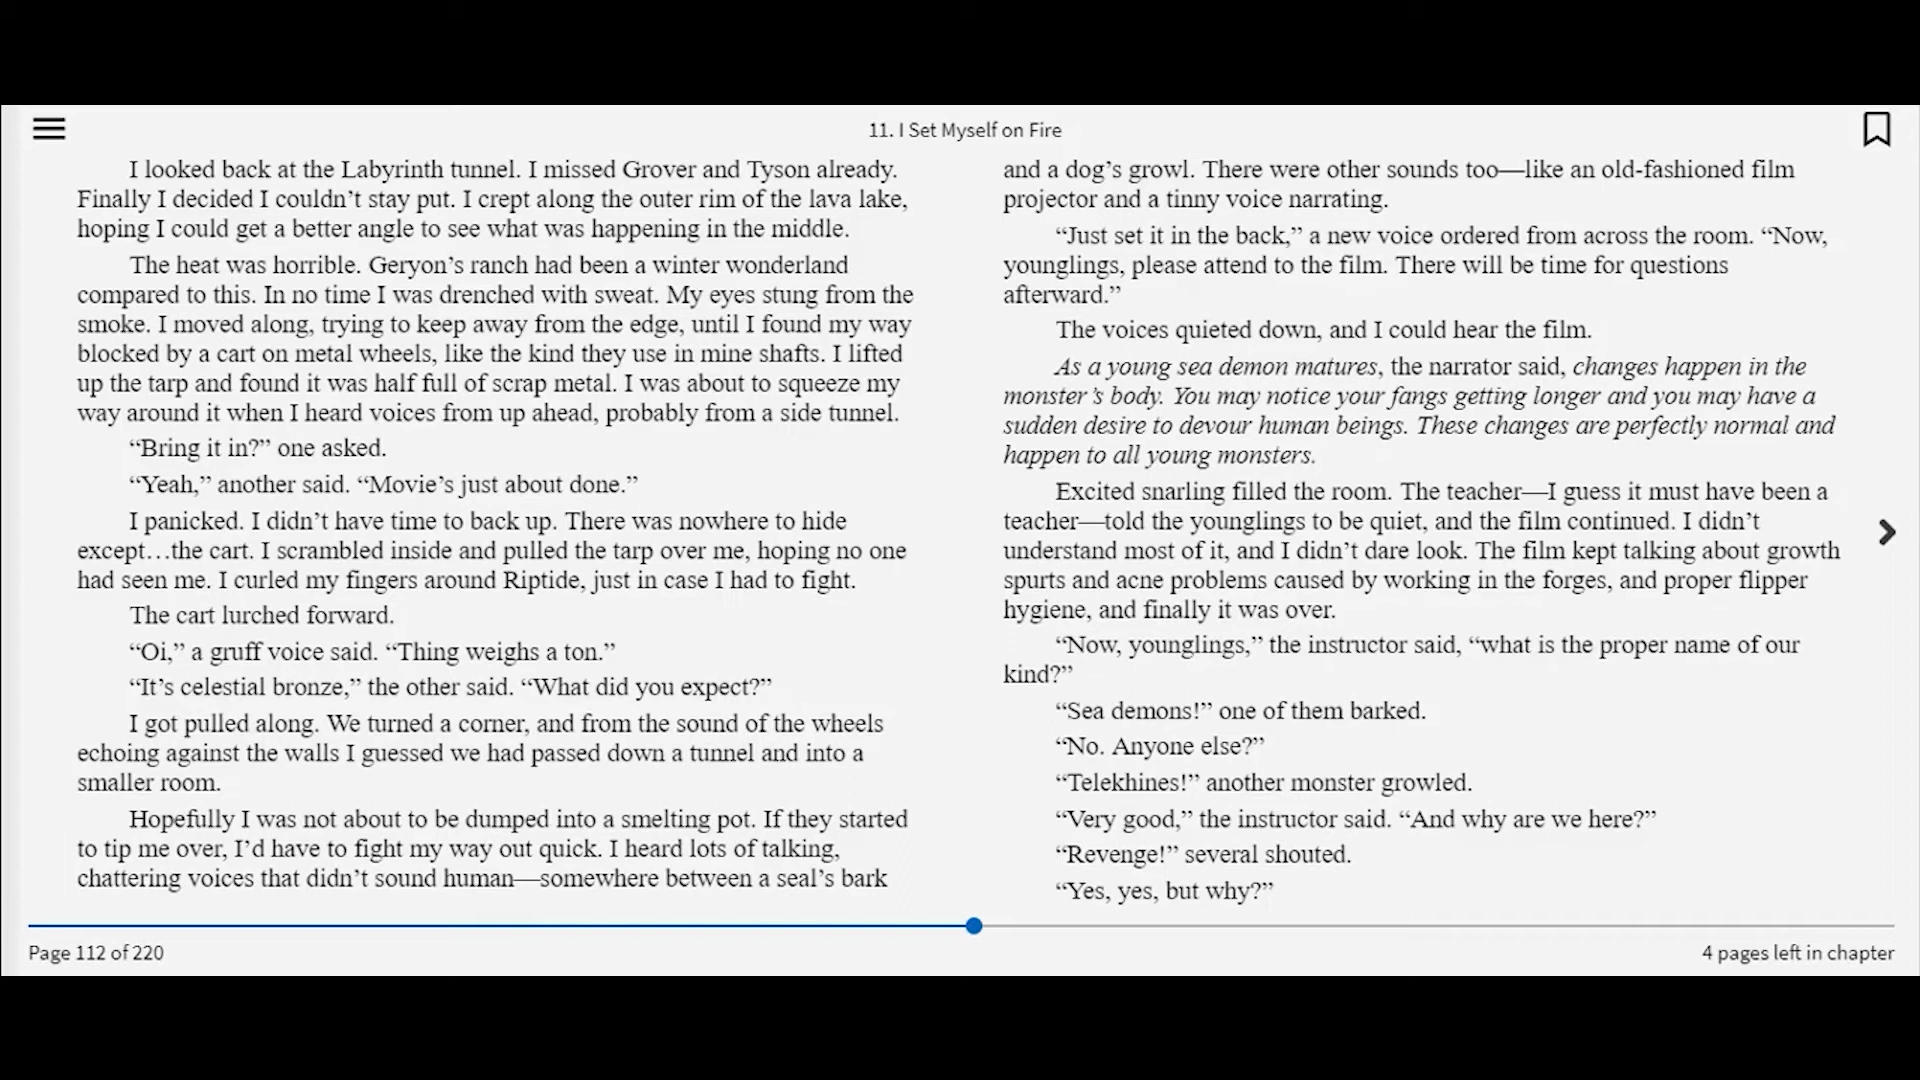 11. I Set Myself on Fire
I looked back at the Labyrinth tunnel. I missed Grover and Tyson already.
Finally I decided I couldn’t stay put. I crept along the outer rim of the lava lake,
hoping I could get a better angle to see what was happening in the middle.
The heat was horrible. Geryon’s ranch had been a winter wonderland
compared to this. In no time I was drenched with sweat. My eyes stung from the
smoke. I moved along, trying to keep away from the edge, until I found my way
blocked by a cart on metal wheels, like the kind they use in mine shafts. I lifted
up the tarp and found it was half full of scrap metal. I was about to squeeze my
way around it when I heard voices from up ahead, probably from a side tunnel.
“Bring it in?” one asked.
“Yeah,” another said. “Movie’s just about done.”
I panicked. I didn’t have time to back up. There was nowhere to hide
except…the cart. I scrambled inside and pulled the tarp over me, hoping no one
had seen me. I curled my fingers around Riptide, just in case I had to fight.
The cart lurched forward.
“Oi,” a gruff voice said. “Thing weighs a ton.”
“It’s celestial bronze,” the other said. “What did you expect?”
I got pulled along. We turned a corner, and from the sound of the wheels
echoing against the walls I guessed we had passed down a tunnel and into a
smaller room.
Hopefully I was not about to be dumped into a smelting pot. If they started
to tip me over, I’d have to fight my way out quick. I heard lots of talking,
chattering voices that didn’t sound human—somewhere between a seal’s bark
and a dog’s growl. There were other sounds too—like an old-fashioned film
projector and a tinny voice narrating.
“Just set it in the back,” a new voice ordered from across the room. “Now,
younglings, please attend to the film. There will be time for questions
afterward.”
The voices quieted down, and I could hear the film.
As a young sea demon matures, the narrator said, changes happen in the
monster’s body. You may notice your fangs getting longer and you may have a
sudden desire to devour human beings. These changes are perfectly normal and
happen to all young monsters.
Excited snarling filled the room. The teacher—I guess it must have been a
teacher—told the younglings to be quiet, and the film continued. I didn’t
understand most of it, and I didn’t dare look. The film kept talking about growth
spurts and acne problems caused by working in the forges, and proper flipper
hygiene, and finally it was over.
“Now, younglings,” the instructor said, “what is the proper name of our
kind?”
“Sea demons!” one of them barked.
“No. Anyone else?”
“Telekhines!” another monster growled.
“Very good,” the instructor said. “And why are we here?”
“Revenge!” several shouted.
“Yes, yes, but why?”
Page 112 of 220
4 pages left in chapter